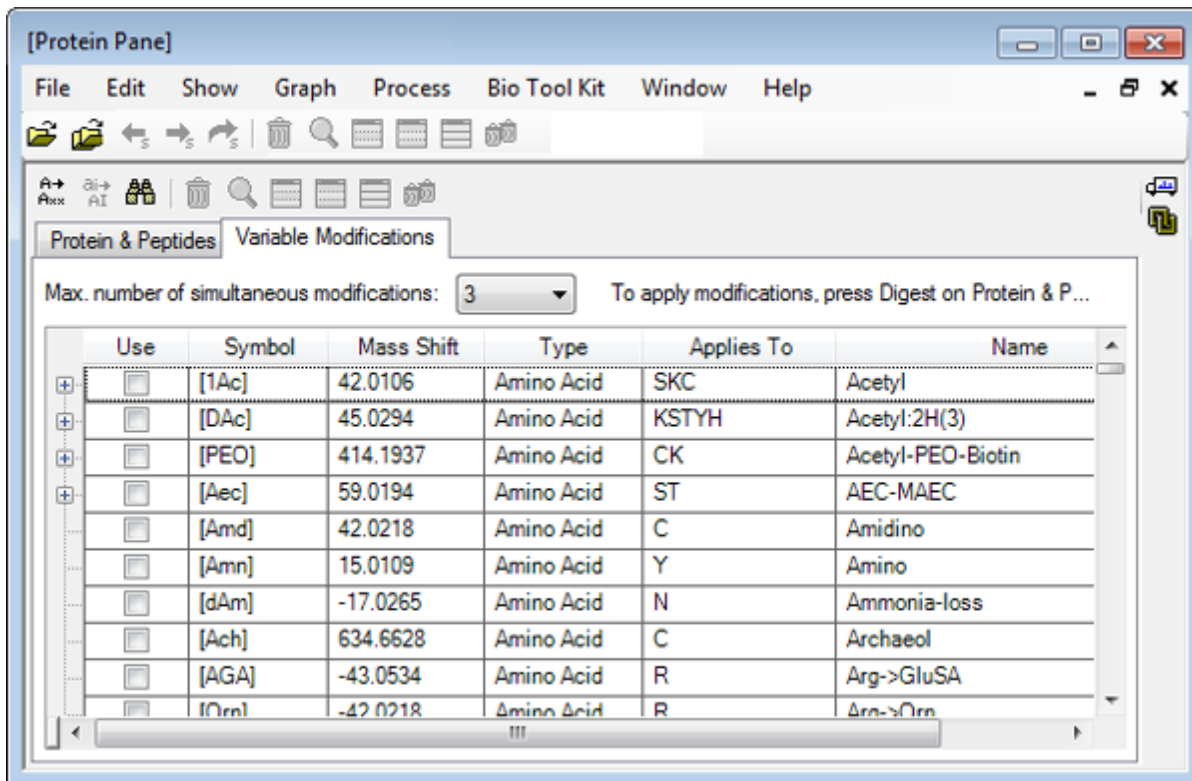 [Protein Pane]
File Edit Show Graph Process Bio Tool Kit Window Help
A→ Axx ai→ AI
Protein & Peptides Variable Modifications
Max. number of simultaneous modifications: 3 To apply modifications, press Digest on Protein & P...
Use Symbol Mass Shift Type Applies To Name
[1Ac] 42.0106 Amino Acid SKC Acetyl
[DAc] 45.0294 Amino Acid KSTYH Acetyl:2H(3)
[PEO] 414.1937 Amino Acid CK Acetyl-PEO-Biotin
[Aec] 59.0194 Amino Acid ST AEC-MAEC
[Amd] 42.0218 Amino Acid C Amidino
[Amn] 15.0109 Amino Acid Y Amino
[dAm] -17.0265 Amino Acid N Ammonia-loss
[Ach] 634.6628 Amino Acid C Archaeol
[AGA] -43.0534 Amino Acid R Arg->GluSA
[Orn] -42.0218 Amino Acid R Arg->Orn